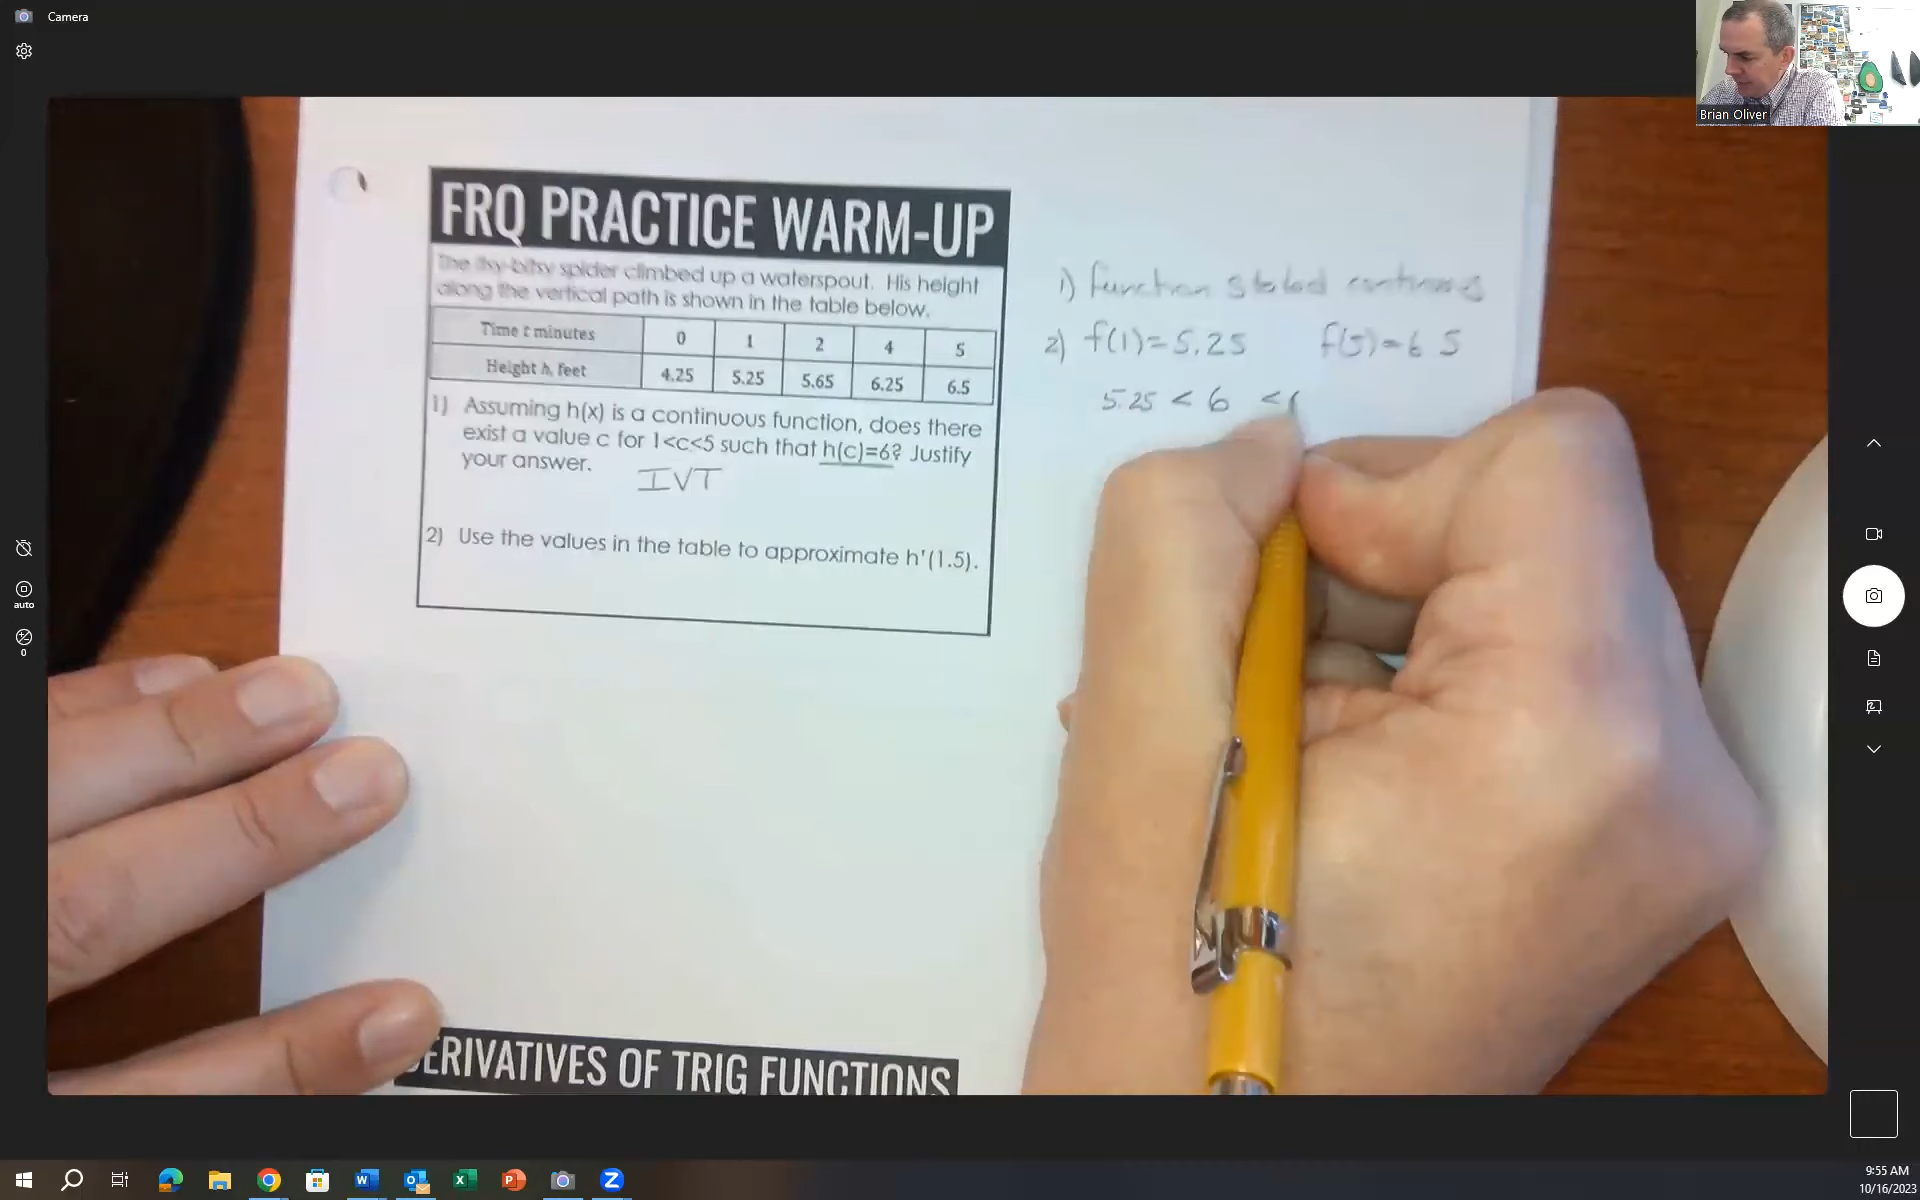 Camera
Brian Oliver
FRQ PRACTICE WARM-UP
The itsy-bitsy spider climbed up a waterspout. His height
along the vertical path is shown in the table below.
Time t minutes 0 1 2 4 5
Height h, feet 4.25 5.25 5.65 6.25 6.5
1) Assuming h(x) is a continuous function, does there
exist a value c for 1<c<5 such that h(c)=6? Justify
your answer. IVT
2) Use the values in the table to approximate h'(1.5).
1) function stated continuous
2) f(1)=5.25 f(5)=6 5
5.25 < 6 <
ERIVATIVES OF TRIG FUNCTIONS
auto
0
9:55 AM
10/16/2023